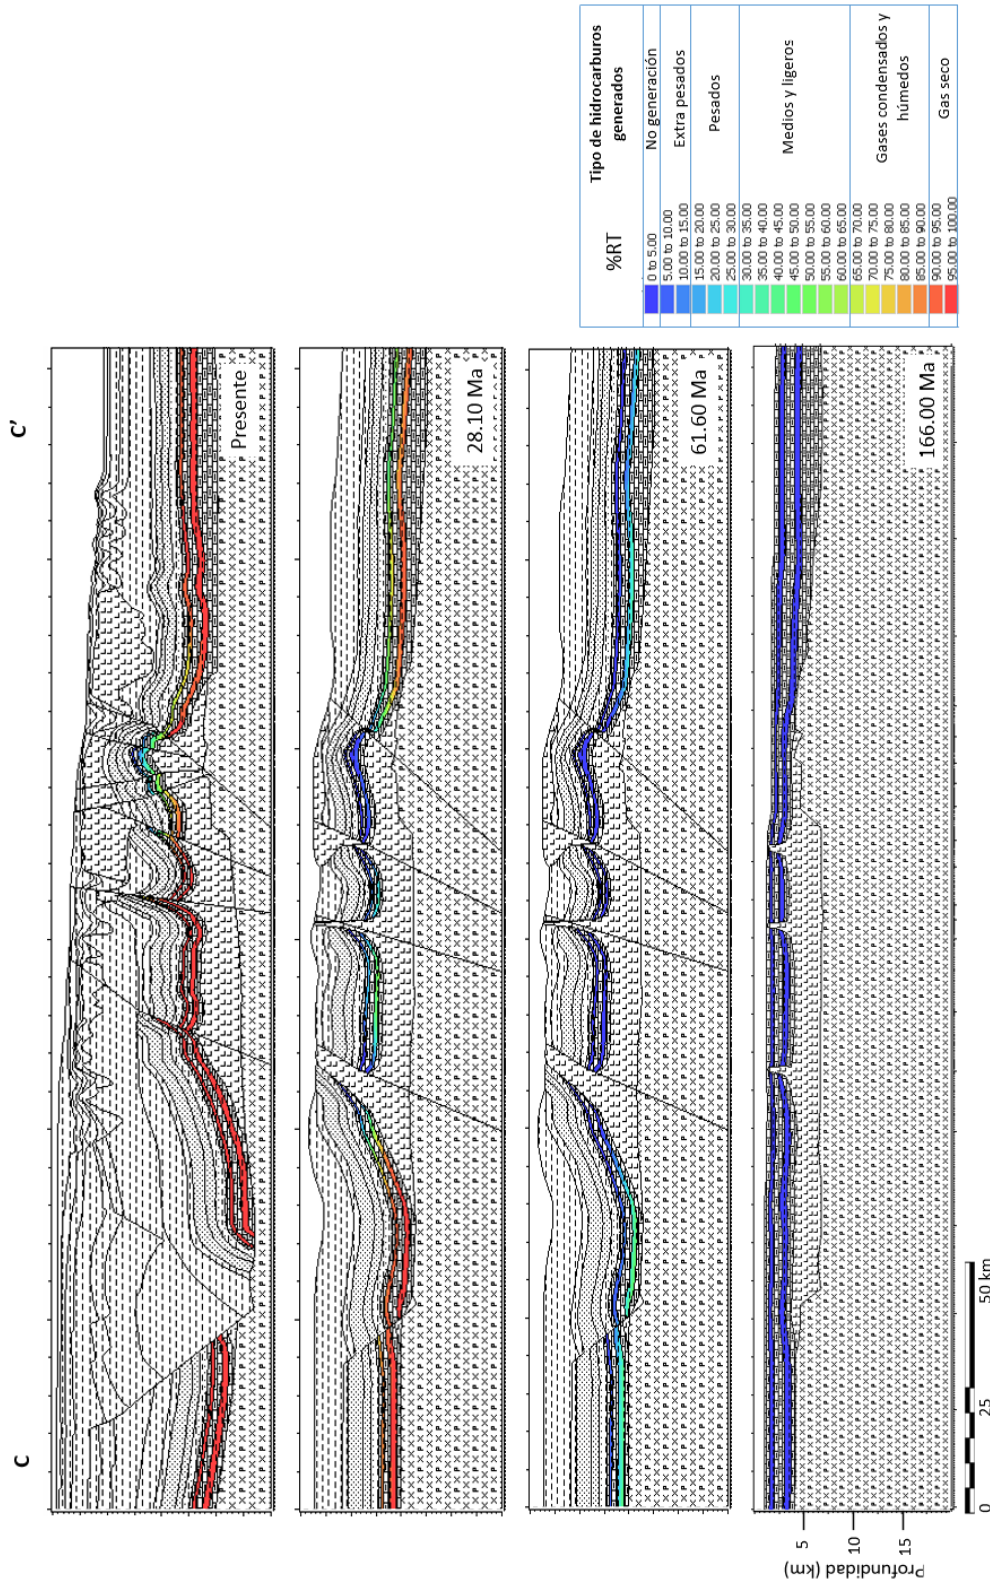 C
C'
Presente
28.10 Ma
61.60 Ma
166.00 Ma
Profundidad (km)
5
10
15
0
25
50 km
%RT
Tipo de hidrocarburos
generados
0 to 5.00
No generación
5.00 to 10.00
Extra pesados
10.00 to 15.00
15.00 to 20.00
20.00 to 25.00
Pesados
25.00 to 30.00
30.00 to 35.00
35.00 to 40.00
40.00 to 45.00
45.00 to 50.00
Medios y ligeros
50.00 to 55.00
55.00 to 60.00
60.00 to 65.00
65.00 to 70.00
70.00 to 75.00
75.00 to 80.00
Gases condensados y
húmedos
80.00 to 85.00
85.00 to 90.00
90.00 to 95.00
Gas seco
95.00 to 100.00